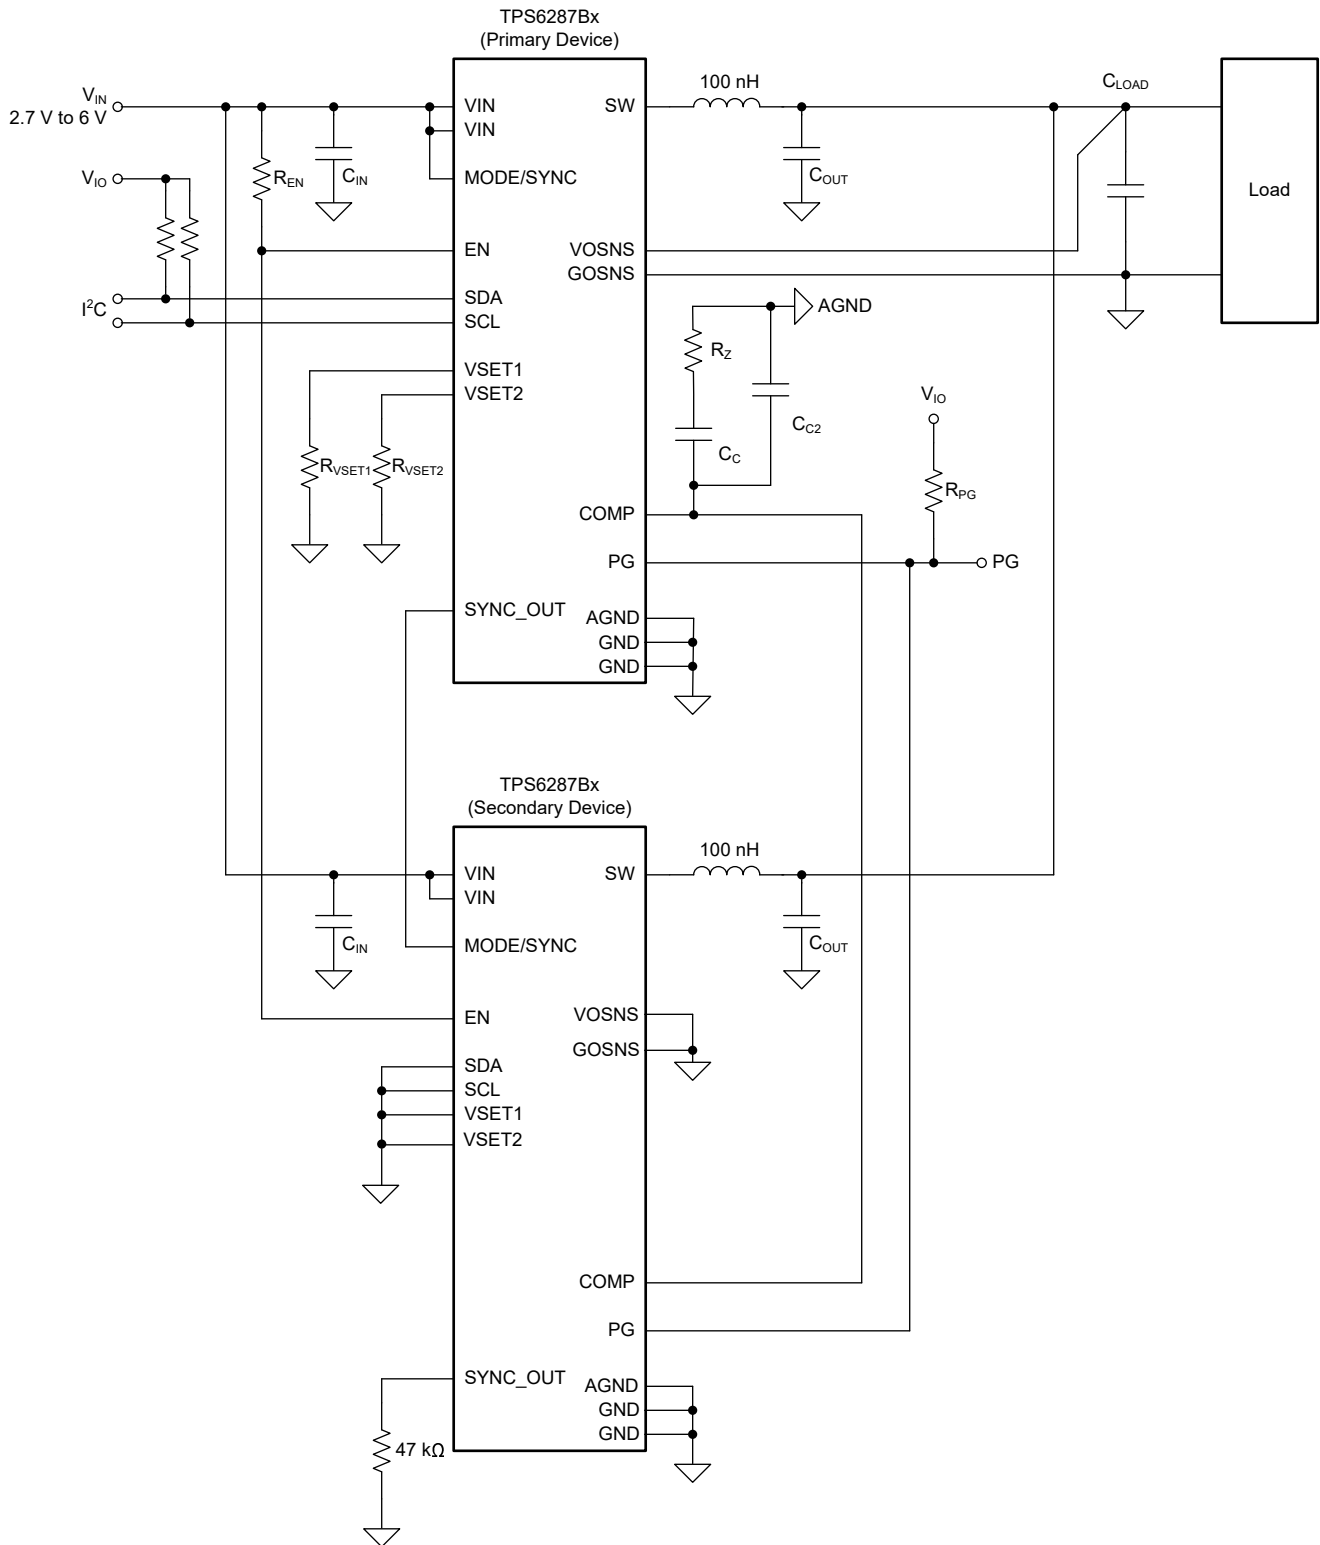 TPS6287Bx
(Primary Device)
VIN
2.7 V to 6 V
VIO
I2C
REN
CIN
RVSET1
RVSET2
VIN
VIN
MODE/SYNC
EN
SDA
SCL
VSET1
VSET2
SYNC_OUT
SW
VOSNS
GOSNS
COMP
PG
AGND
GND
GND
100 nH
COUT
CLOAD
Load
AGND
RZ
CC
CC2
VIO
RPG
PG
TPS6287Bx
(Secondary Device)
CIN
VIN
VIN
MODE/SYNC
EN
SDA
SCL
VSET1
VSET2
SYNC_OUT
47 kΩ
SW
VOSNS
GOSNS
COMP
PG
AGND
GND
GND
100 nH
COUT